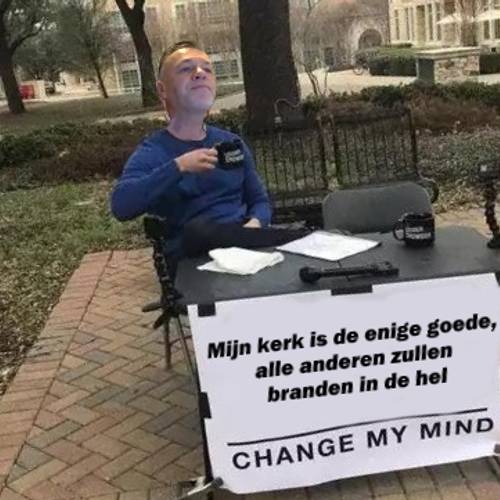 Mijn kerk is de enige goede,
alle anderen zullen
branden in de hel
CHANGE MY MIND